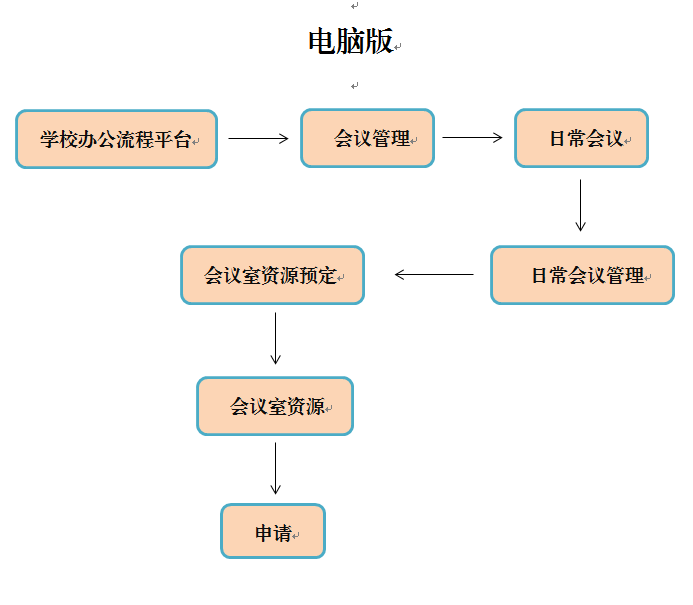 电脑版
学校办公流程平台
会议管理
日常会议
日常会议管理
会议室资源预定
会议室资源
申请